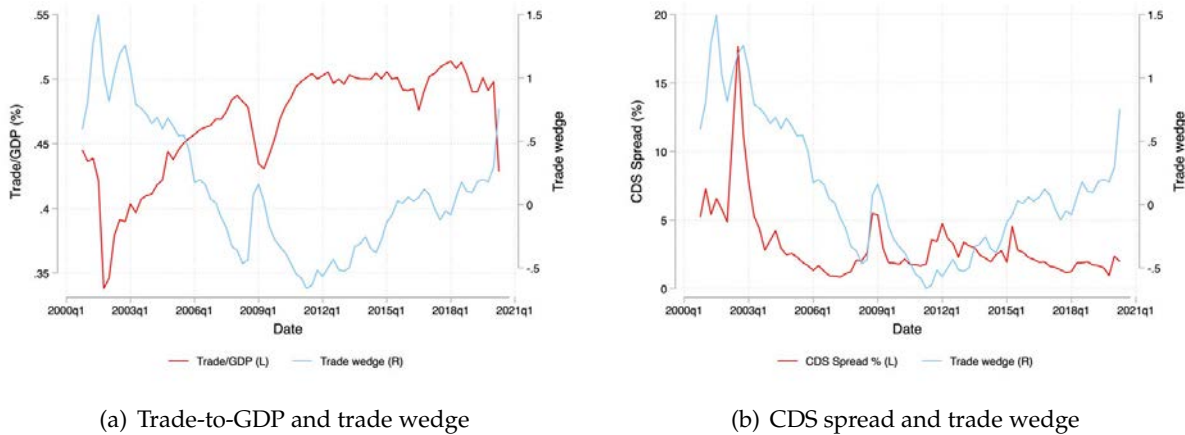 .55
.5
.45
.4
.35
Trade/GDP (%)
1.5
1
.5
0
-.5
Trade wedge
2000q1 2003q1 2006q1 2009q1 2012q1 2015q1 2018q1 2021q1
Date
Trade/GDP (L) Trade wedge (R)
(a) Trade-to-GDP and trade wedge
20
15
10
5
0
CDS Spread (%)
1.5
1
.5
0
-.5
Trade wedge
2000q1 2003q1 2006q1 2009q1 2012q1 2015q1 2018q1 2021q1
Date
CDS Spread % (L) Trade wedge (R)
(b) CDS spread and trade wedge